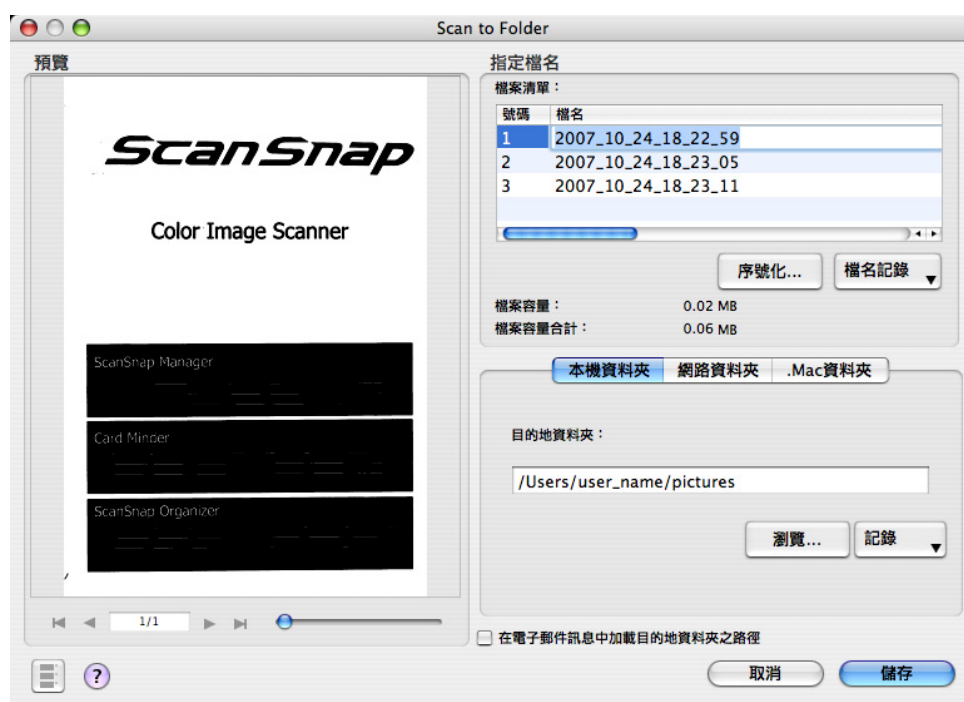 Scan to Folder
預覽
ScanSnap
Color Image Scanner
ScanSnap Manager
Card Minder
ScanSnap Organizer
1/1
?
指定檔名
檔案清單：
號碼 檔名
1 2007_10_24_18_22_59
2 2007_10_24_18_23_05
3 2007_10_24_18_23_11
序號化... 檔名記錄
檔案容量： 0.02 MB
檔案容量合計： 0.06 MB
本機資料夾 網路資料夾 .Mac資料夾
目的地資料夾：
/Users/user_name/pictures
瀏覽... 記錄
在電子郵件訊息中加載目的地資料夾之路徑
取消 儲存